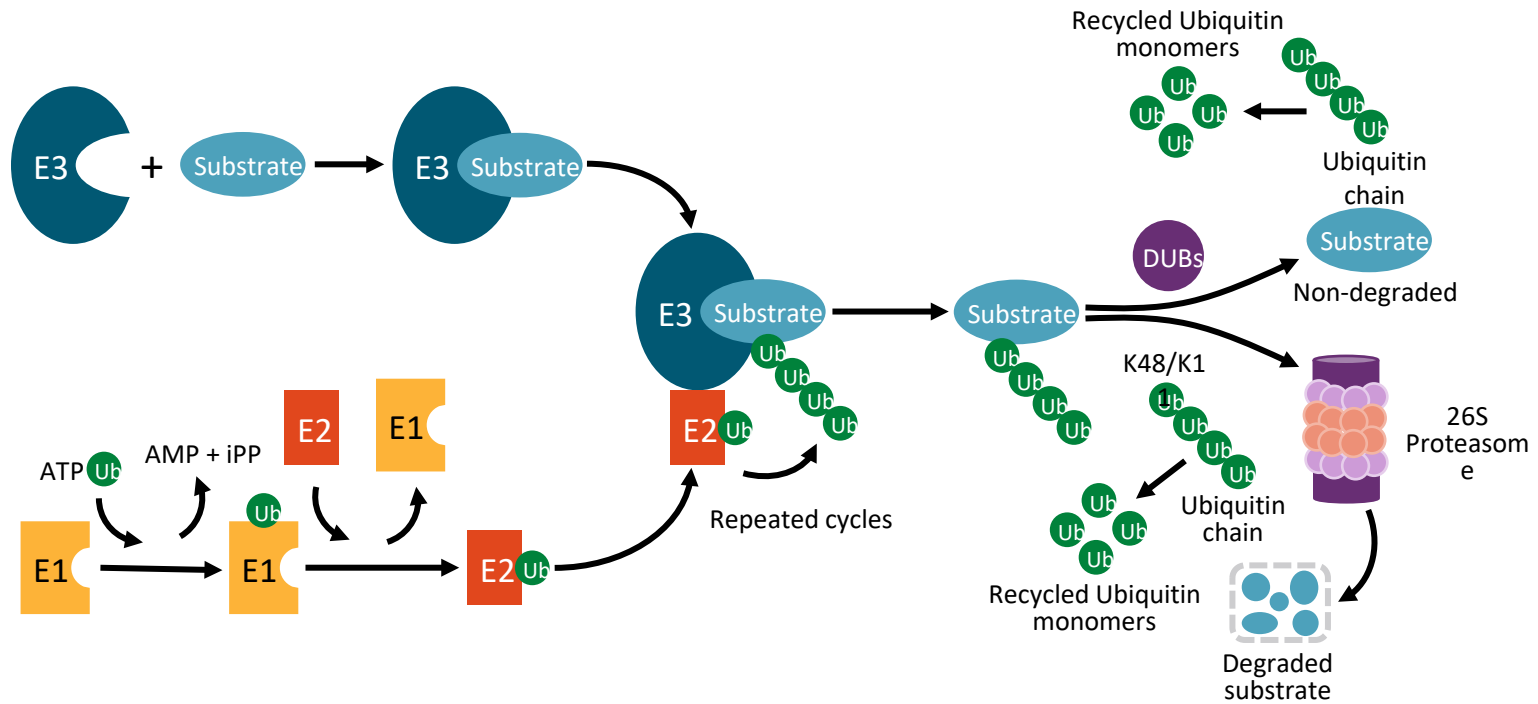 Recycled Ubiquitin
monomers
Ub
Ub
Ub
Ub
Ub
Ub
Ub
Ub
Ubiquitin
chain
E3
+
Substrate
E3
Substrate
DUBs
Substrate
Non-degraded
E3
Substrate
Ub
Ub
Ub
Ub
E2
Ub
Repeated cycles
Substrate
Ub
Ub
Ub
Ub
K48/K1
1
Ub
Ub
Ub
Ub
Ubiquitin
chain
Ub
Ub
Ub
Ub
Recycled Ubiquitin
monomers
26S
Proteasom
e
Degraded
substrate
ATP
Ub
AMP + iPP
E2
E1
E1
Ub
E1
E2
Ub